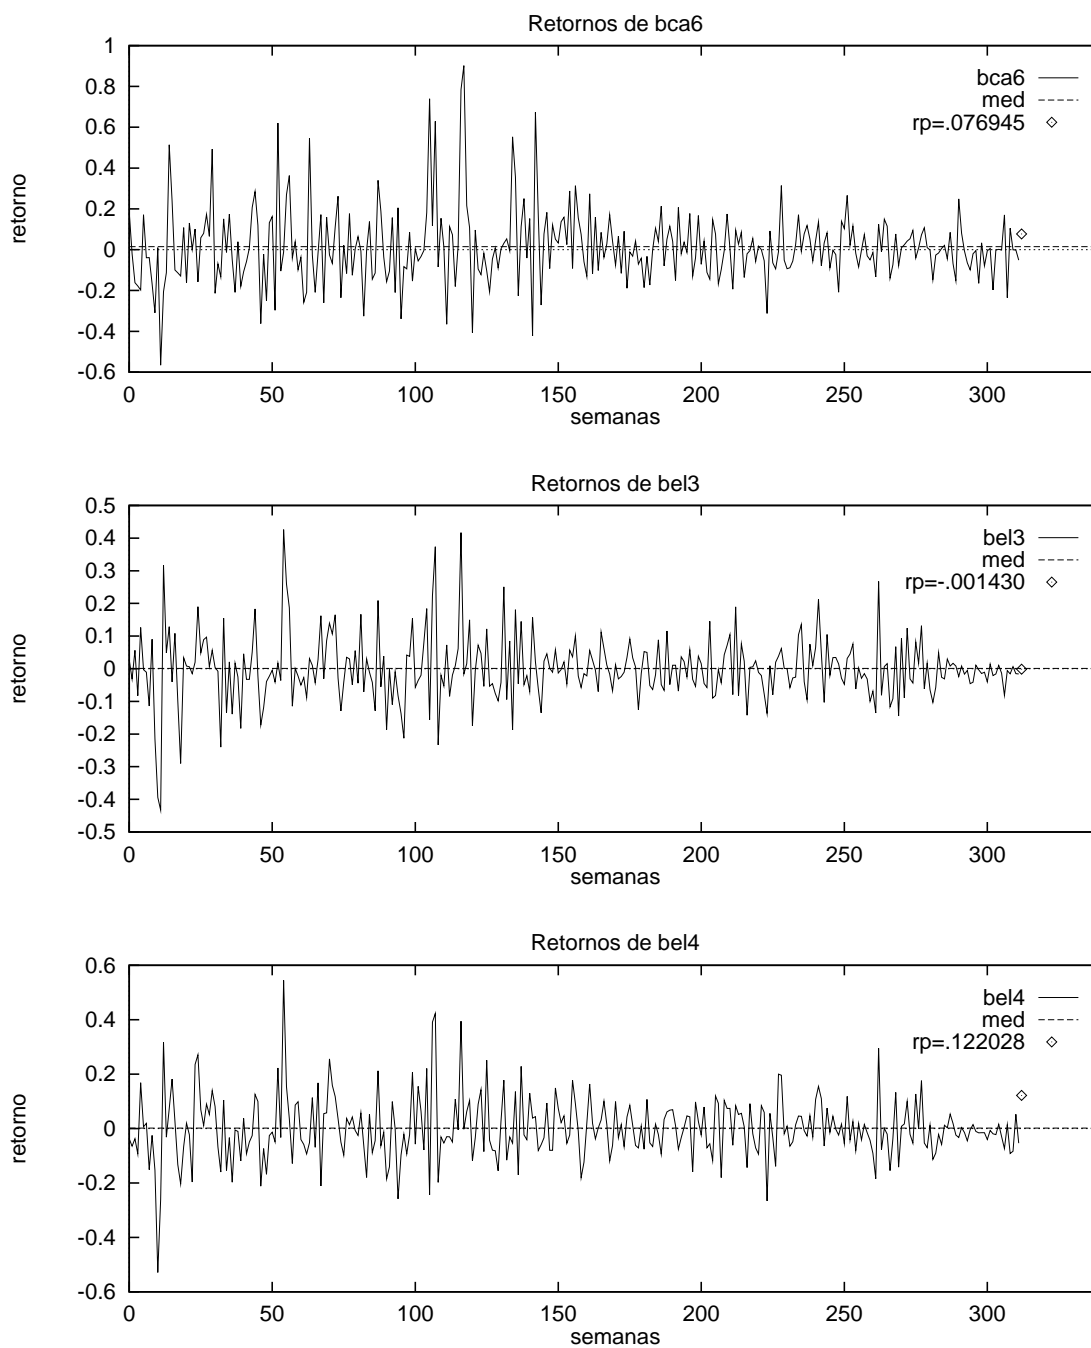 Retornos de bca6
1
0.8
0.6
0.4
0.2
0
-0.2
-0.4
-0.6
retorno
bca6
med
rp=.076945
0 50 100 150 200 250 300
semanas
Retornos de bel3
0.5
0.4
0.3
0.2
0.1
0
-0.1
-0.2
-0.3
-0.4
-0.5
retorno
bel3
med
rp=-.001430
0 50 100 150 200 250 300
semanas
Retornos de bel4
0.6
0.4
0.2
0
-0.2
-0.4
-0.6
retorno
bel4
med
rp=.122028
0 50 100 150 200 250 300
semanas